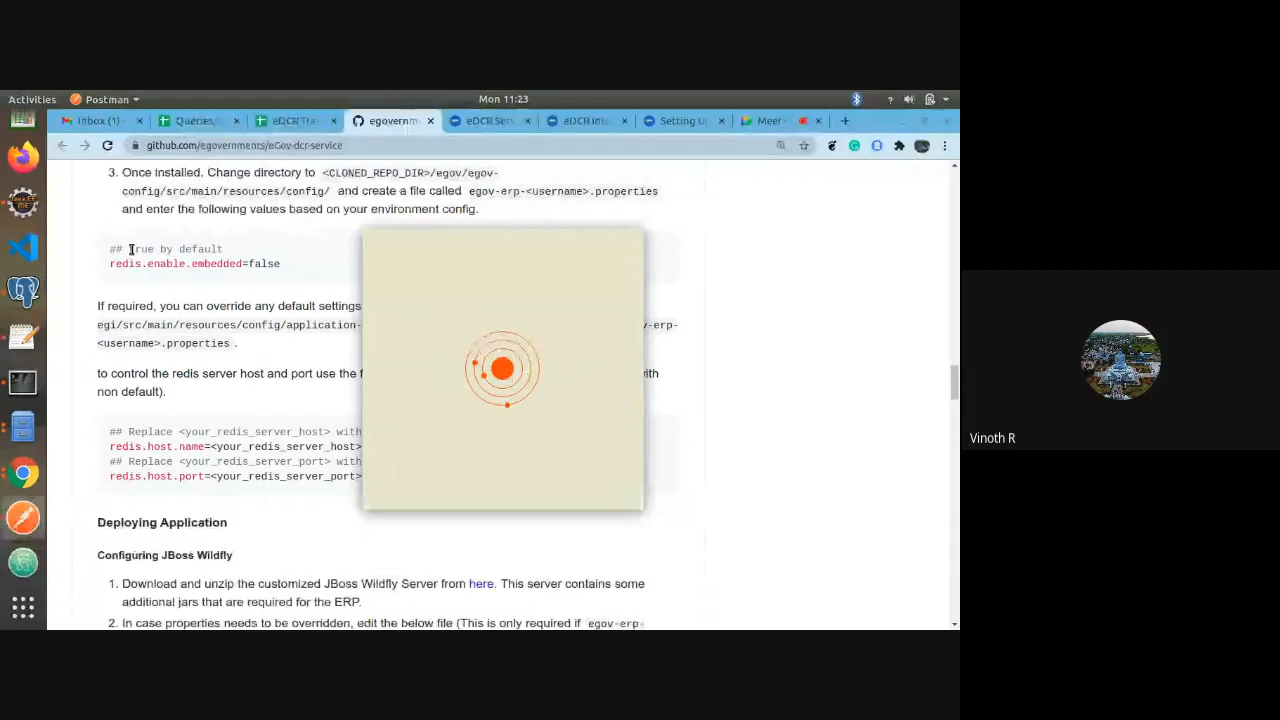 Activities Postman Mon 11:23 ?
Inbox (1) - × Queries/ × eDCR Tra × egovernm × eDCR Serv × eDCR Inte × Setting Up × Meet - × +
github.com/egovernments/eGov-dcr-service
3. Once installed. Change directory to <CLONED_REPO_DIR>/egov/egov-
config/src/main/resources/config/ and create a file called egov-erp-<username>.properties
and enter the following values based on your environment config.
## True by default
redis.enable.embedded=false
If required, you can override any default settings
egi/src/main/resources/config/application- v-erp-
<username>.properties .
to control the redis server host and port use the f with
non default).
## Replace <your_redis_server_host> with
redis.host.name=<your_redis_server_host>
## Replace <your_redis_server_port> with
redis.host.port=<your_redis_server_port>
Deploying Application
Configuring JBoss Wildfly
1. Download and unzip the customized JBoss Wildfly Server from here. This server contains some
additional jars that are required for the ERP.
2. In case properties needs to be overridden, edit the below file (This is only required if egov-erp-
Vinoth R